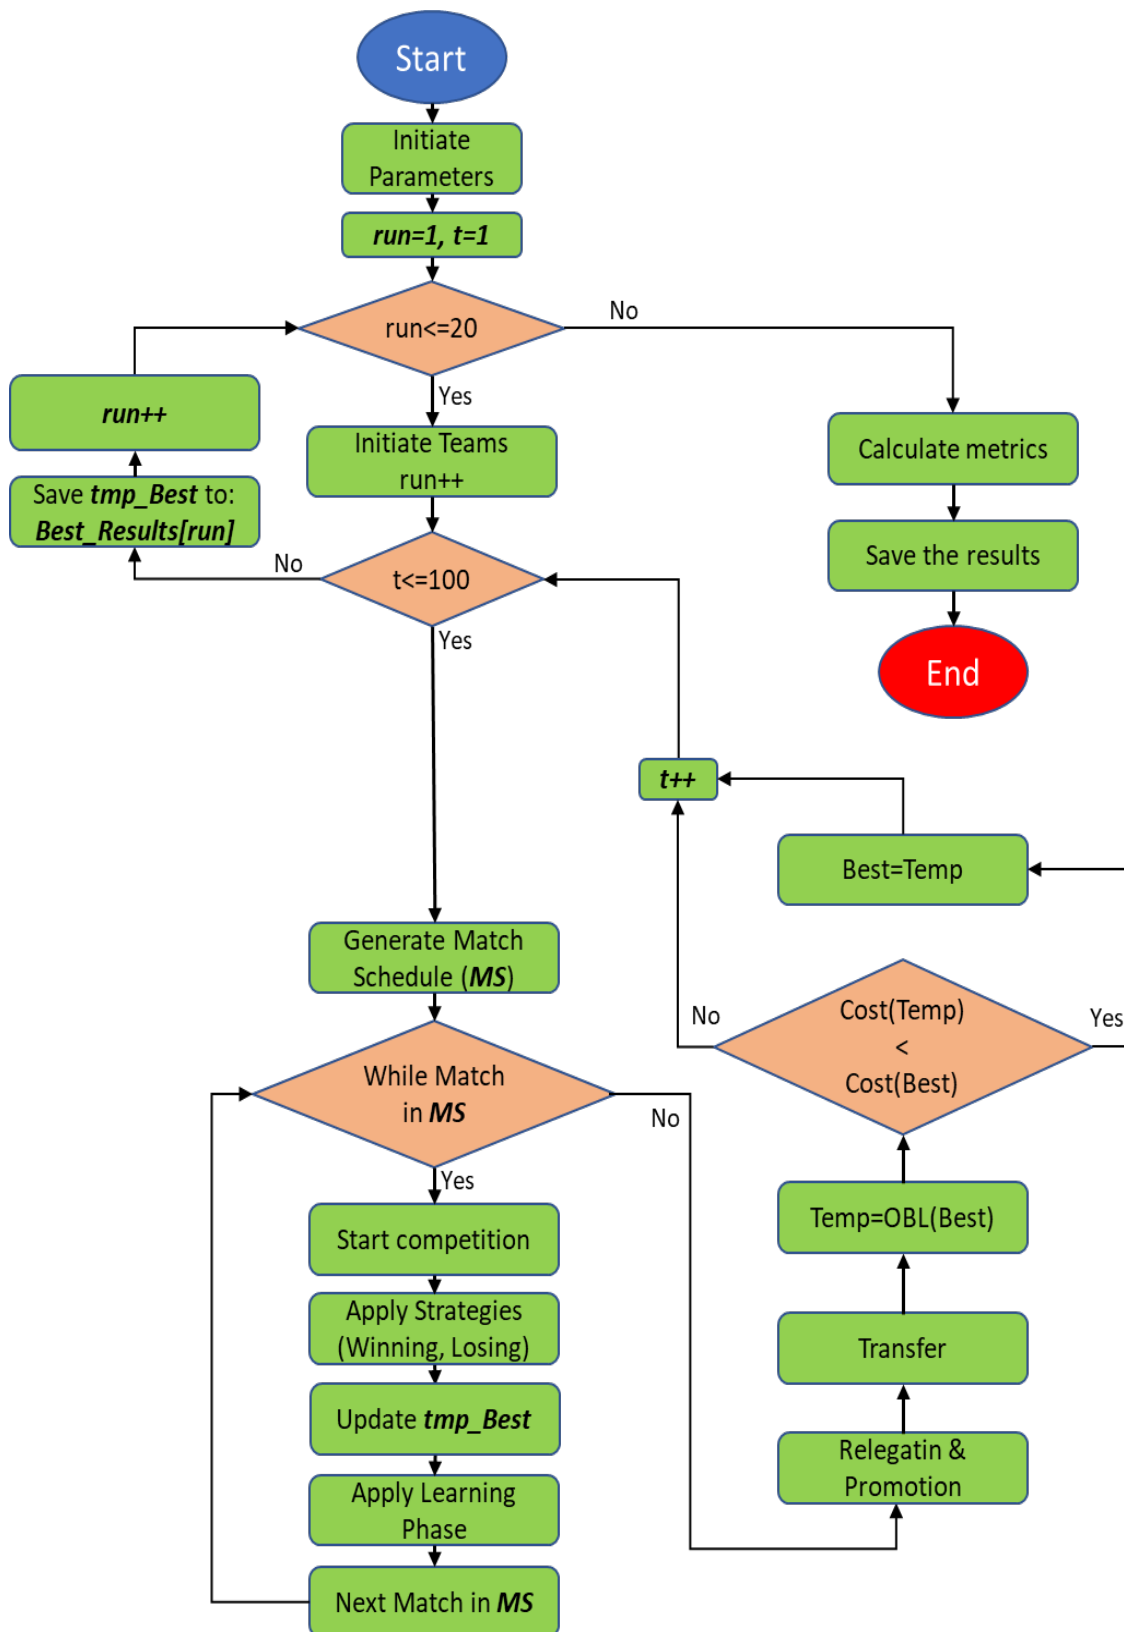 Start
Initiate
Parameters
run=1, t=1
run<=20
No
Yes
run++
Initiate Teams
run++
Calculate metrics
Save tmp_Best to:
Best_Results[run]
Save the results
No
t<=100
Yes
End
t++
Best=Temp
Generate Match
Schedule (MS)
No
Cost(Temp)
<
Cost(Best)
Yes
While Match
in MS
No
Yes
Start competition
Temp=OBL(Best)
Apply Strategies
(Winning, Losing)
Transfer
Update tmp_Best
Relegatin &
Promotion
Apply Learning
Phase
Next Match in MS